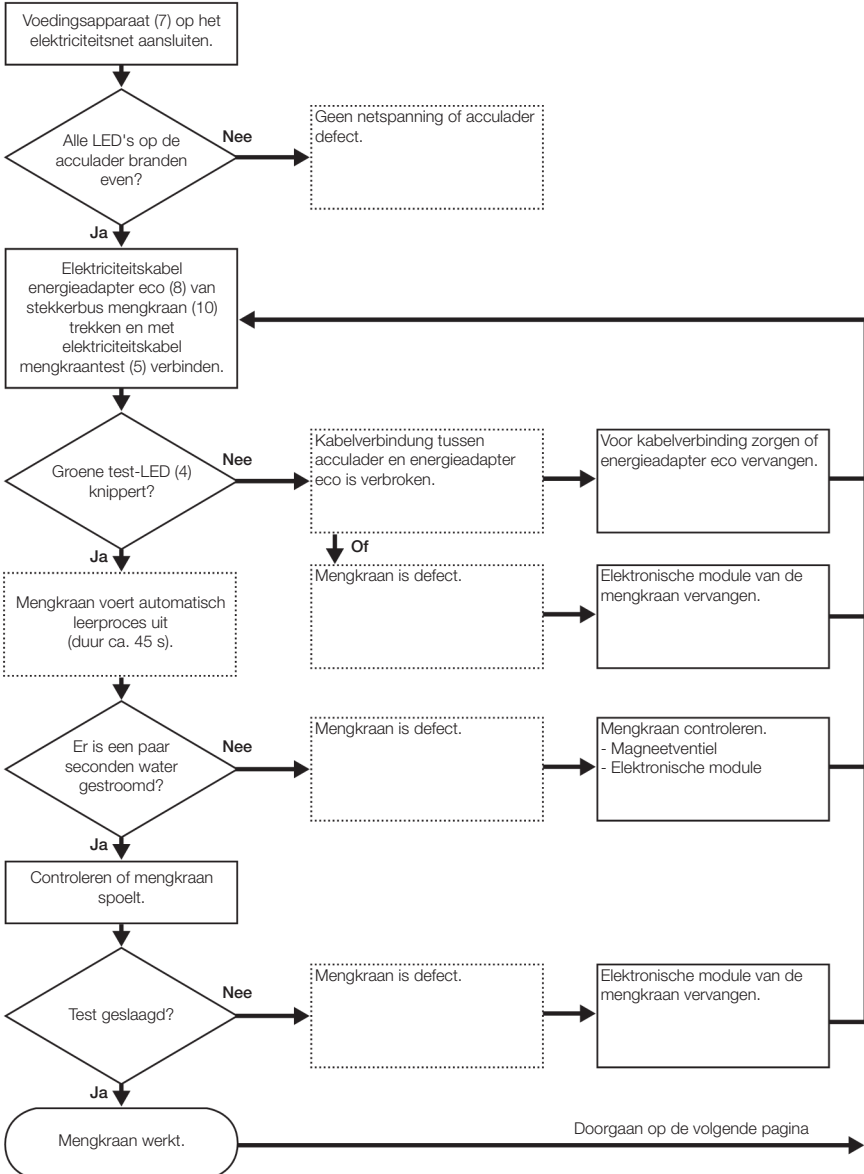 Voedingsapparaat (7) op het
elektriciteitsnet aansluiten.
Alle LED's op de
acculader branden
even?
Nee
Geen netspanning of acculader
defect.
Ja
Elektriciteitskabel
energieadapter eco (8) van
stekkerbus mengkraan (10)
trekken en met
elektriciteitskabel
mengkraantest (5) verbinden.
Groene test-LED (4)
knippert?
Nee
Kabelverbinding tussen
acculader en energieadapter
eco is verbroken.
Voor kabelverbinding zorgen of
energieadapter eco vervangen.
Of
Mengkraan is defect.
Elektronische module van de
mengkraan vervangen.
Ja
Mengkraan voert automatisch
leerproces uit
(duur ca. 45 s).
Er is een paar
seconden water
gestroomd?
Nee
Mengkraan is defect.
Mengkraan controleren.
- Magneetventiel
- Elektronische module
Ja
Controleren of mengkraan
spoelt.
Test geslaagd?
Nee
Mengkraan is defect.
Elektronische module van de
mengkraan vervangen.
Ja
Mengkraan werkt.
Doorgaan op de volgende pagina